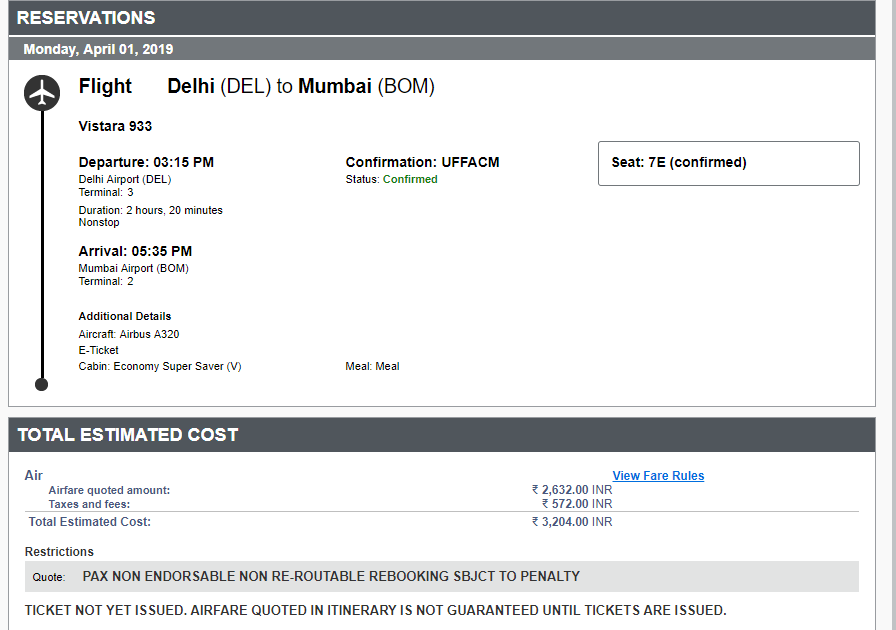 RESERVATIONS
Monday, April 01, 2019
Flight Delhi (DEL) to Mumbai (BOM)
Vistara 933
Departure: 03:15 PM Confirmation: UFFACM Seat: 7E (confirmed)
Delhi Airport (DEL) Status: Confirmed
Terminal: 3
Duration: 2 hours, 20 minutes
Nonstop
Arrival: 05:35 PM
Mumbai Airport (BOM)
Terminal: 2
Additional Details
Aircraft: Airbus A320
E-Ticket
Cabin: Economy Super Saver (V) Meal: Meal
TOTAL ESTIMATED COST
Air View Fare Rules
Airfare quoted amount: ₹ 2,632.00 INR
Taxes and fees: ₹ 572.00 INR
Total Estimated Cost: ₹ 3,204.00 INR
Restrictions
Quote: PAX NON ENDORSABLE NON RE-ROUTABLE REBOOKING SBJCT TO PENALTY
TICKET NOT YET ISSUED. AIRFARE QUOTED IN ITINERARY IS NOT GUARANTEED UNTIL TICKETS ARE ISSUED.